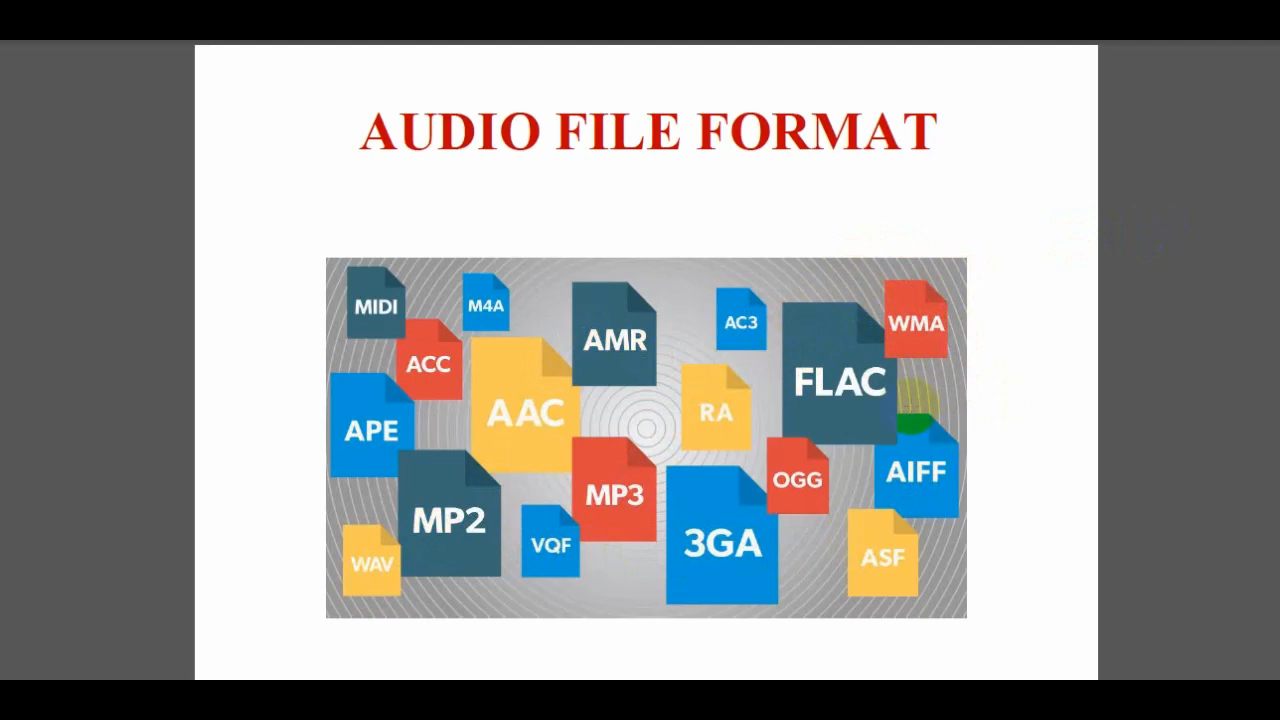 AUDIO FILE FORMAT
MIDI
M4A
AMR
AC3
WMA
ACC
FLAC
APE
AAC
RA
MP3
OGG
AIFF
MP2
VQF
3GA
WAV
ASF